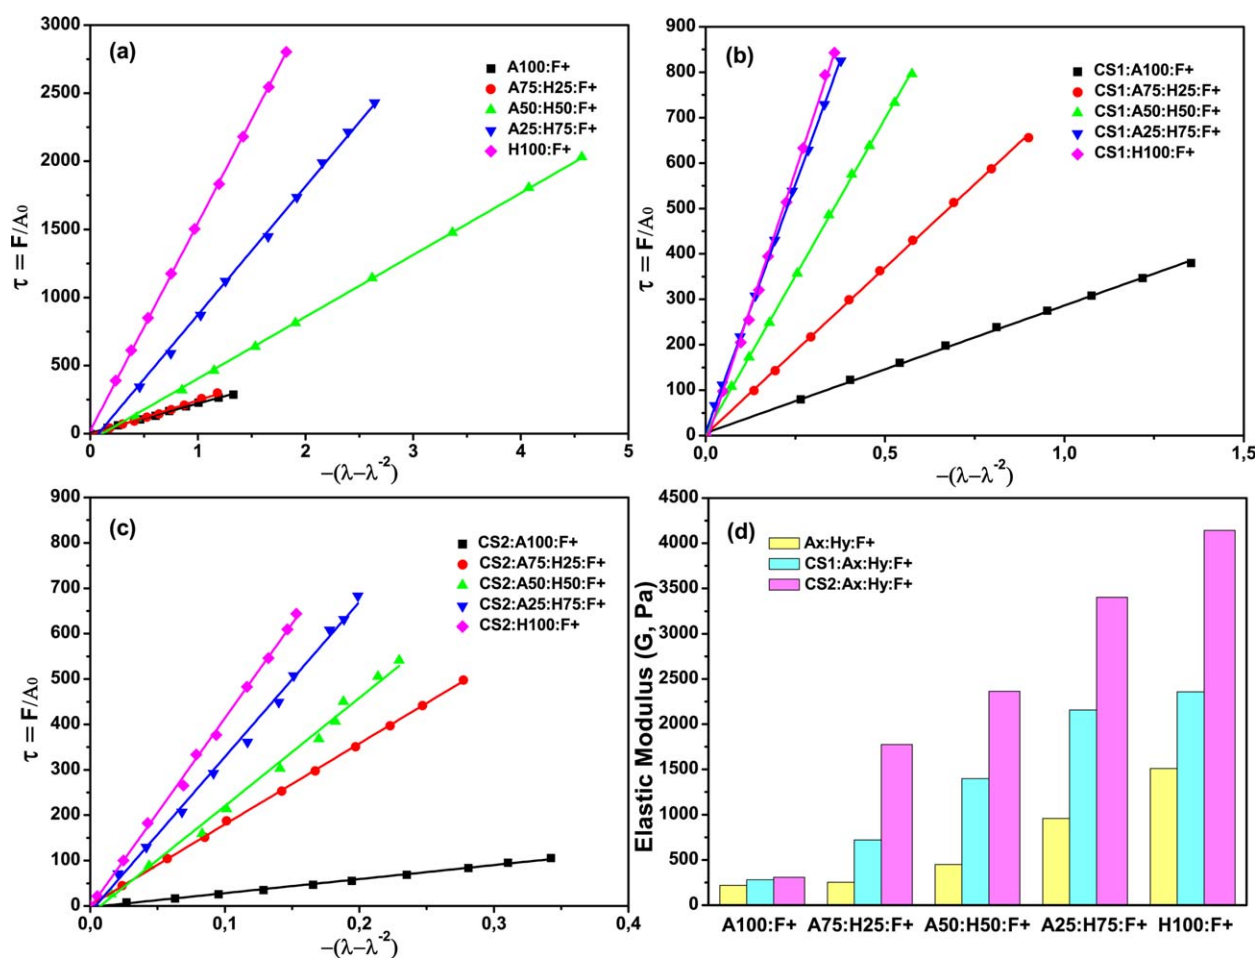 (a)
3000
2500
2000
1500
1000
500
0
τ = F/A0
A100:F+
A75:H25:F+
A50:H50:F+
A25:H75:F+
H100:F+
0 1 2 3 4 5
−(λ−λ-2)
(b)
900
800
700
600
500
400
300
200
100
0
τ = F/A0
CS1:A100:F+
CS1:A75:H25:F+
CS1:A50:H50:F+
CS1:A25:H75:F+
CS1:H100:F+
0,0 0,5 1,0 1,5
−(λ−λ-2)
(c)
900
800
700
600
500
400
300
200
100
0
τ = F/A0
CS2:A100:F+
CS2:A75:H25:F+
CS2:A50:H50:F+
CS2:A25:H75:F+
CS2:H100:F+
0,0 0,1 0,2 0,3 0,4
−(λ−λ-2)
(d)
4500
4000
3500
3000
2500
2000
1500
1000
500
0
Elastic Modulus (G, Pa)
Ax:Hy:F+
CS1:Ax:Hy:F+
CS2:Ax:Hy:F+
A100:F+ A75:H25:F+ A50:H50:F+ A25:H75:F+ H100:F+